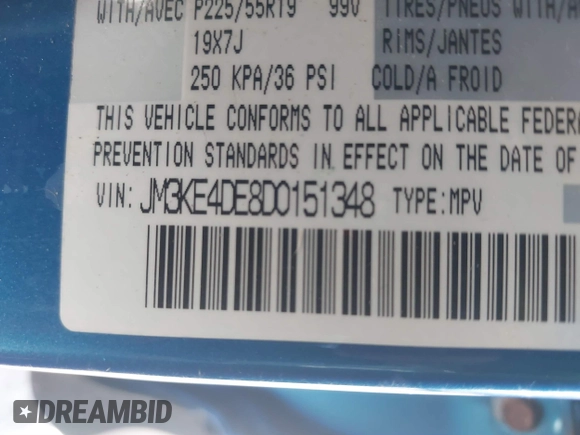 WITH/AVEC P225/55R19 99V TIRES/PNEUS WITH/A
19X7J RIMS/JANTES
250 KPA/36 PSI COLD/A FROID
THIS VEHICLE CONFORMS TO ALL APPLICABLE FEDERA
PREVENTION STANDARDS IN EFFECT ON THE DATE OF
VIN: JM3KE4DE8D0151348 TYPE:MPV
DREAMBID